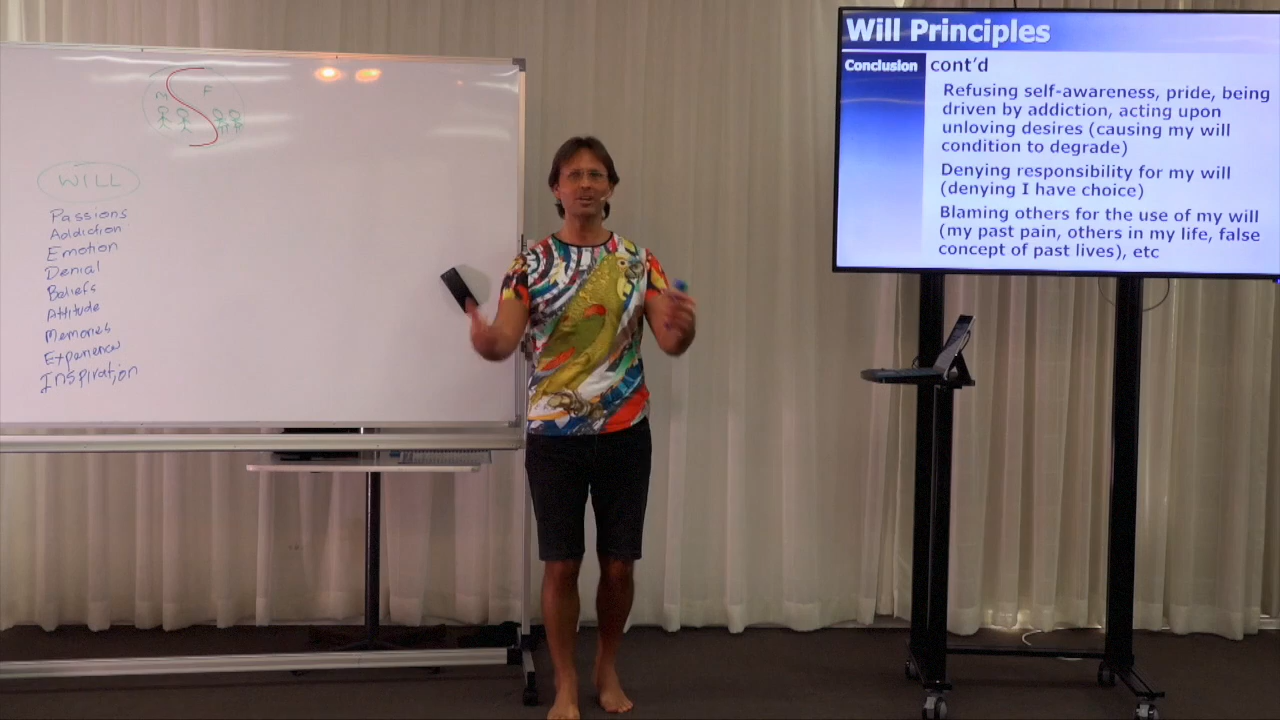 M F
WILL
Passions
Addiction
Emotion
Denial
Beliefs
Attitude
Memories
Experiences
Inspiration
Will Principles
Conclusion
cont'd
Refusing self-awareness, pride, being
driven by addiction, acting upon
unloving desires (causing my will
condition to degrade)
Denying responsibility for my will
(denying I have choice)
Blaming others for the use of my will
(my past pain, others in my life, false
concept of past lives), etc